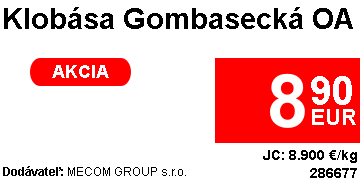 Klobása Gombasecká OA
AKCIA
8 90
EUR
JC: 8.900 €/kg
Dodávateľ: MECOM GROUP s.r.o.
286677